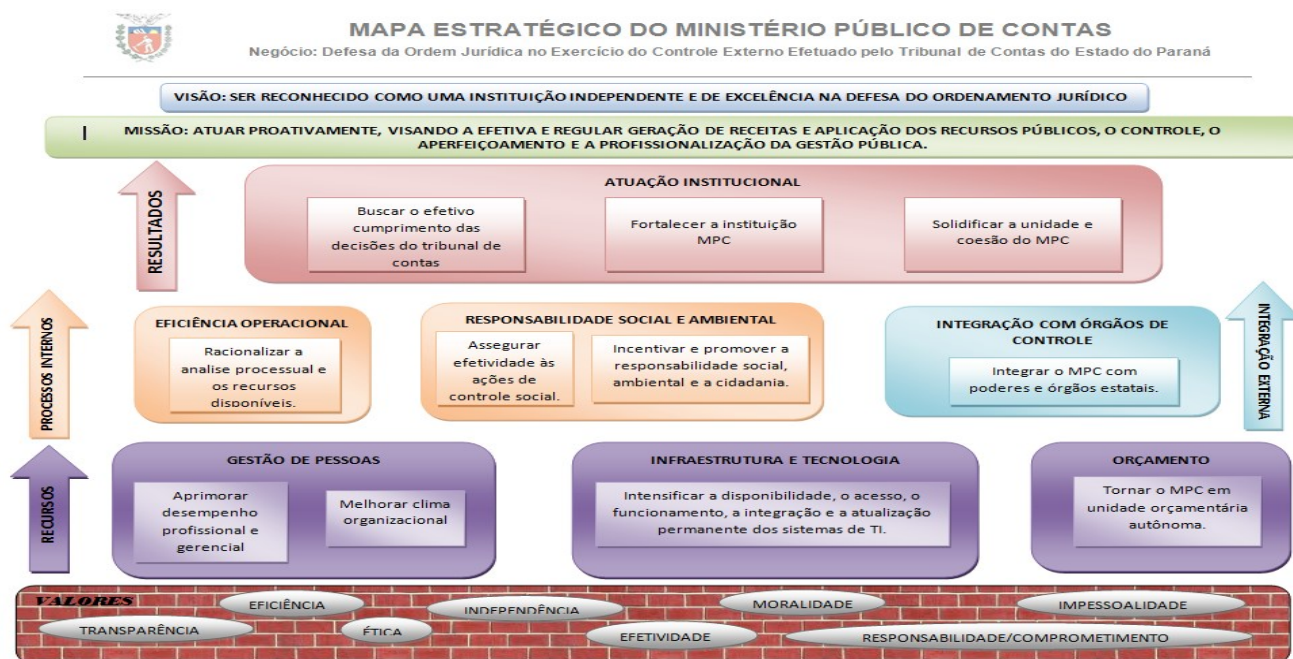 MAPA ESTRATÉGICO DO MINISTÉRIO PÚBLICO DE CONTAS
Negócio: Defesa da Ordem Jurídica no Exercício do Controle Externo Efetuado pelo Tribunal de Contas do Estado do Paraná
VISÃO: SER RECONHECIDO COMO UMA INSTITUIÇÃO INDEPENDENTE E DE EXCELÊNCIA NA DEFESA DO ORDENAMENTO JURÍDICO
I MISSÃO: ATUAR PROATIVAMENTE, VISANDO A EFETIVA E REGULAR GERAÇÃO DE RECEITAS E APLICAÇÃO DOS RECURSOS PÚBLICOS, O CONTROLE, O
APERFEIÇOAMENTO E A PROFISSIONALIZAÇÃO DA GESTÃO PÚBLICA.
RESULTADOS
ATUAÇÃO INSTITUCIONAL
Buscar o efetivo
cumprimento das
decisões do tribunal de
contas
Fortalecer a instituição
MPC
Solidificar a unidade e
coesão do MPC
PROCESSOS INTERNOS
EFICIÊNCIA OPERACIONAL
Racionalizar a
analise processual e
os recursos
disponíveis.
RESPONSABILIDADE SOCIAL E AMBIENTAL
Assegurar
efetividade às
ações de
controle social.
Incentivar e promover a
responsabilidade social,
ambiental e a cidadania.
INTEGRAÇÃO COM ÓRGÃOS DE
CONTROLE
Integrar o MPC com
poderes e órgãos estatais.
INTEGRAÇÃO EXTERNA
RECURSOS
GESTÃO DE PESSOAS
Aprimorar
desempenho
profissional e
gerencial
Melhorar clima
organizacional
INFRAESTRUTURA E TECNOLOGIA
Intensificar a disponibilidade, o acesso, o
funcionamento, a integração e a atualização
permanente dos sistemas de TI.
ORÇAMENTO
Tornar o MPC em
unidade orçamentária
autônoma.
VALORES
EFICIÊNCIA
INDEPENDÊNCIA
MORALIDADE
IMPESSOALIDADE
TRANSPARÊNCIA
ÉTICA
EFETIVIDADE
RESPONSABILIDADE/COMPROMETIMENTO